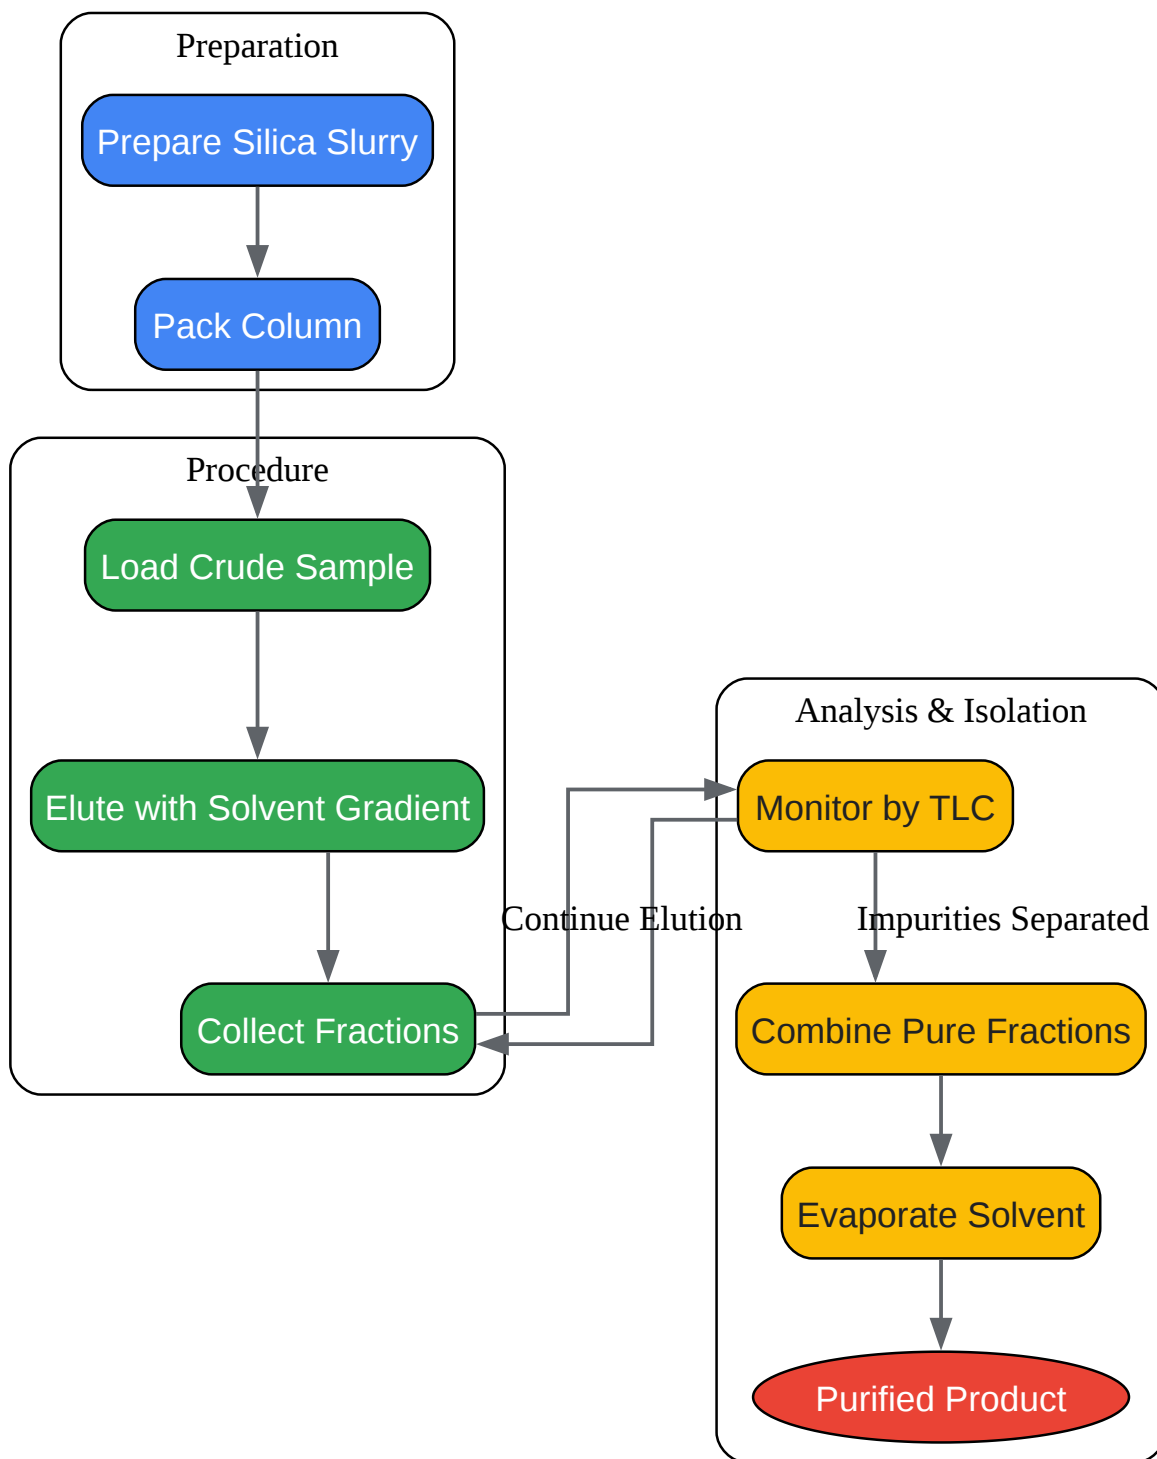 Preparation
Prepare Silica Slurry
Pack Column
Procedure
Load Crude Sample
Elute with Solvent Gradient
Collect Fractions
Continue Elution
Analysis & Isolation
Monitor by TLC
Impurities Separated
Combine Pure Fractions
Evaporate Solvent
Purified Product